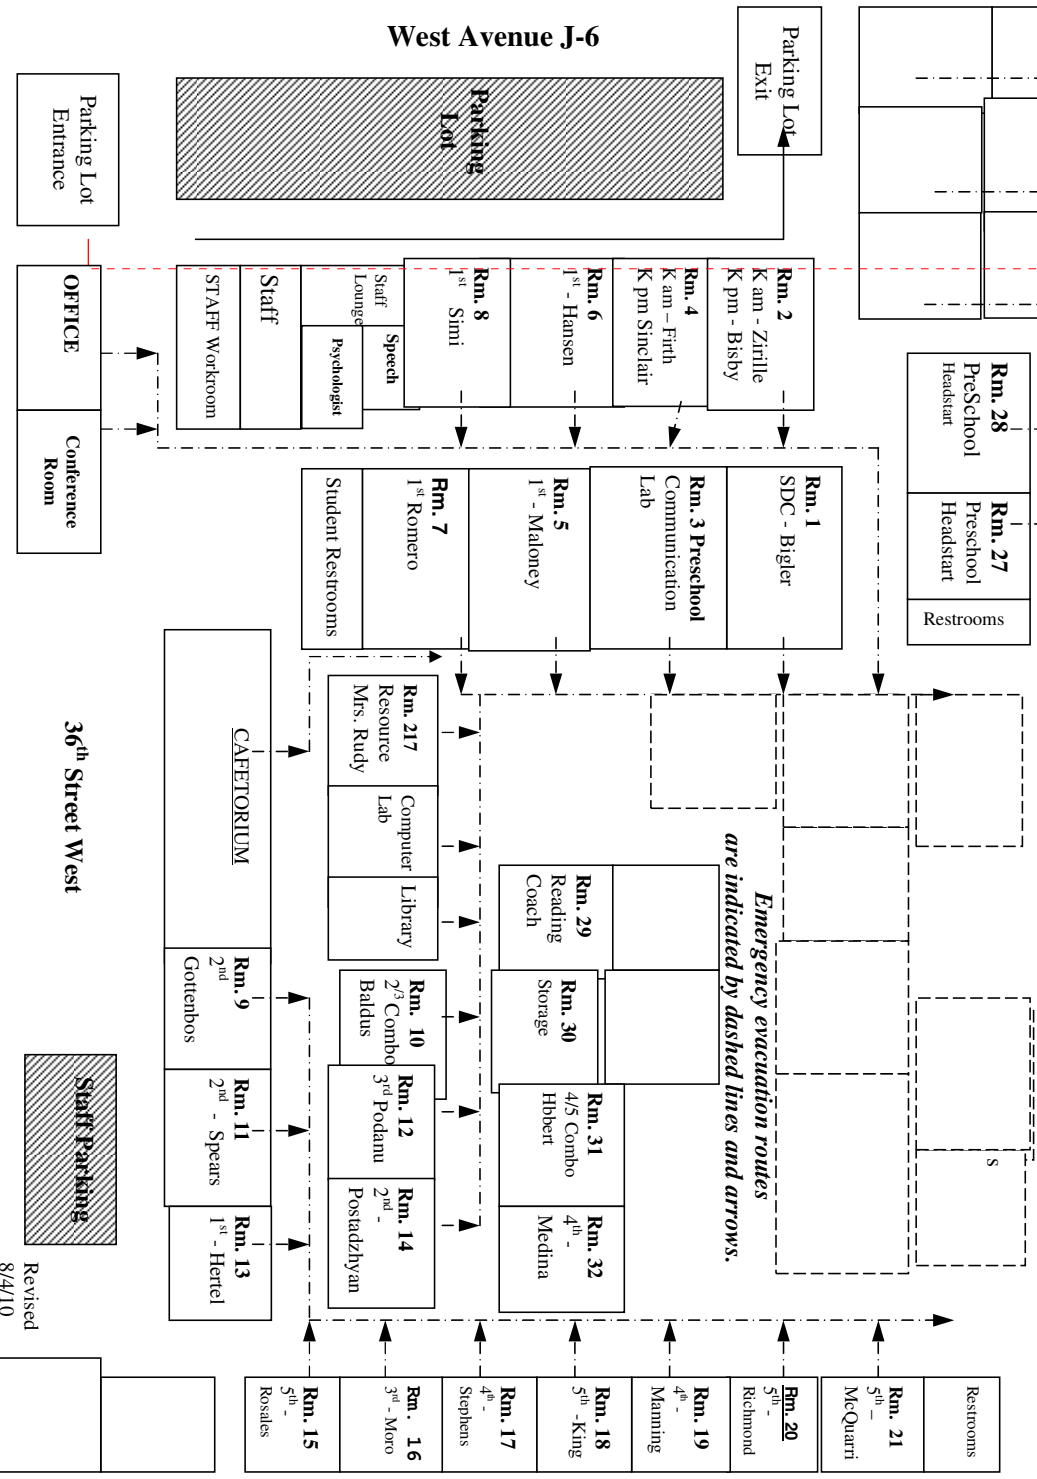 West Avenue J-6
Parking Lot
Exit
Parking
Lot
Parking Lot
Entrance
OFFICE
Conference
Room
STAFF Workroom
Staff
Staff
Lounge
Speech
Psychologist
Rm. 8
1st Simi
Rm. 6
1st - Hansen
Rm. 4
K am – Firth
K pm Sinclair
Rm. 2
K am - Zirille
K pm - Bisby
Rm. 28
PreSchool
Headstart
Rm. 27
Preschool
Headstart
Restrooms
Rm. 1
SDC - Bigler
Rm. 3 Preschool
Communication
Lab
Rm. 5
1st - Maloney
Rm. 7
1st Romero
Student Restrooms
CAFETORIUM
Rm. 217
Resource
Mrs. Rudy
Computer
Lab
Library
Rm. 29
Reading
Coach
Rm. 30
Storage
Rm. 31
4/5 Combo
Hbbert
Rm. 32
4th -
Medina
Emergency evacuation routes
are indicated by dashed lines and arrows.
s
Rm. 10
2/3 Combo
Baldus
Rm. 12
3rd Podanu
Rm. 14
2nd -
Postadzhyan
Rm. 9
2nd
Gottenbos
Rm. 11
2nd - Spears
Rm. 13
1st - Hertel
36th Street West
Staff Parking
Revised
8/4/10
Rm. 15
5th -
Rosales
Rm. 16
3rd - Moro
Rm. 17
4th -
Stephens
Rm. 18
5th -King
Rm. 19
4th -
Manning
Rm. 20
5th -
Richmond
Rm. 21
5th –
McQuarri
Restrooms